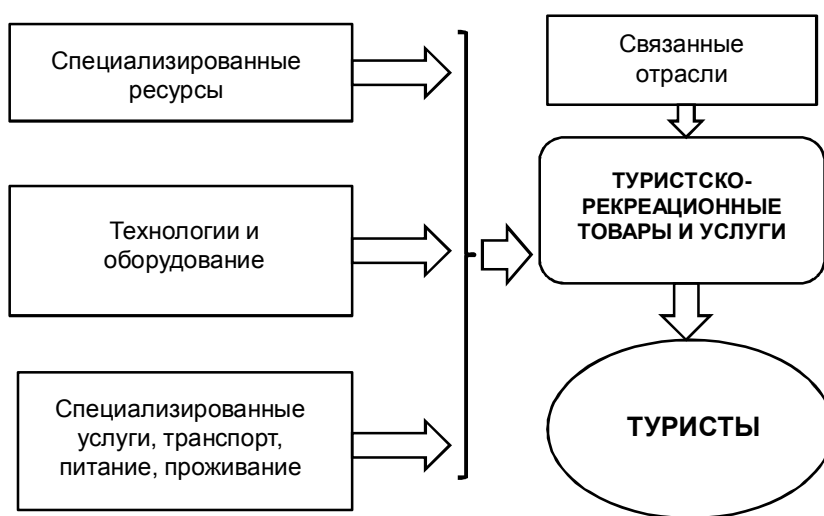 Специализированные
ресурсы
Технологии и
оборудование
Специализированные
услуги, транспорт,
питание, проживание
Связанные
отрасли
ТУРИСТСКО-
РЕКРЕАЦИОННЫЕ
ТОВАРЫ И УСЛУГИ
ТУРИСТЫ